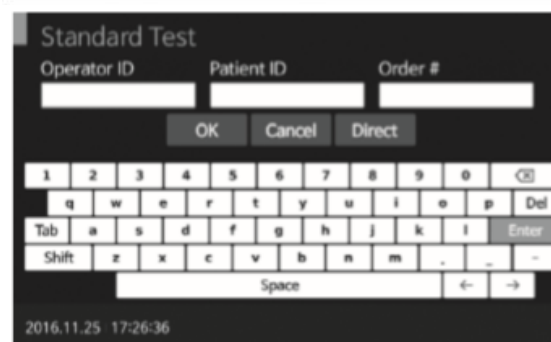 Standard Test
Operator ID Patient ID Order #
OK Cancel Direct
1 2 3 4 5 6 7 8 9 0
q w e r t y u i o p Del
Tab a s d f g h j k l Enter
Shift z x c v b n m . _ -
Space ← →
2016.11.25 17:26:36